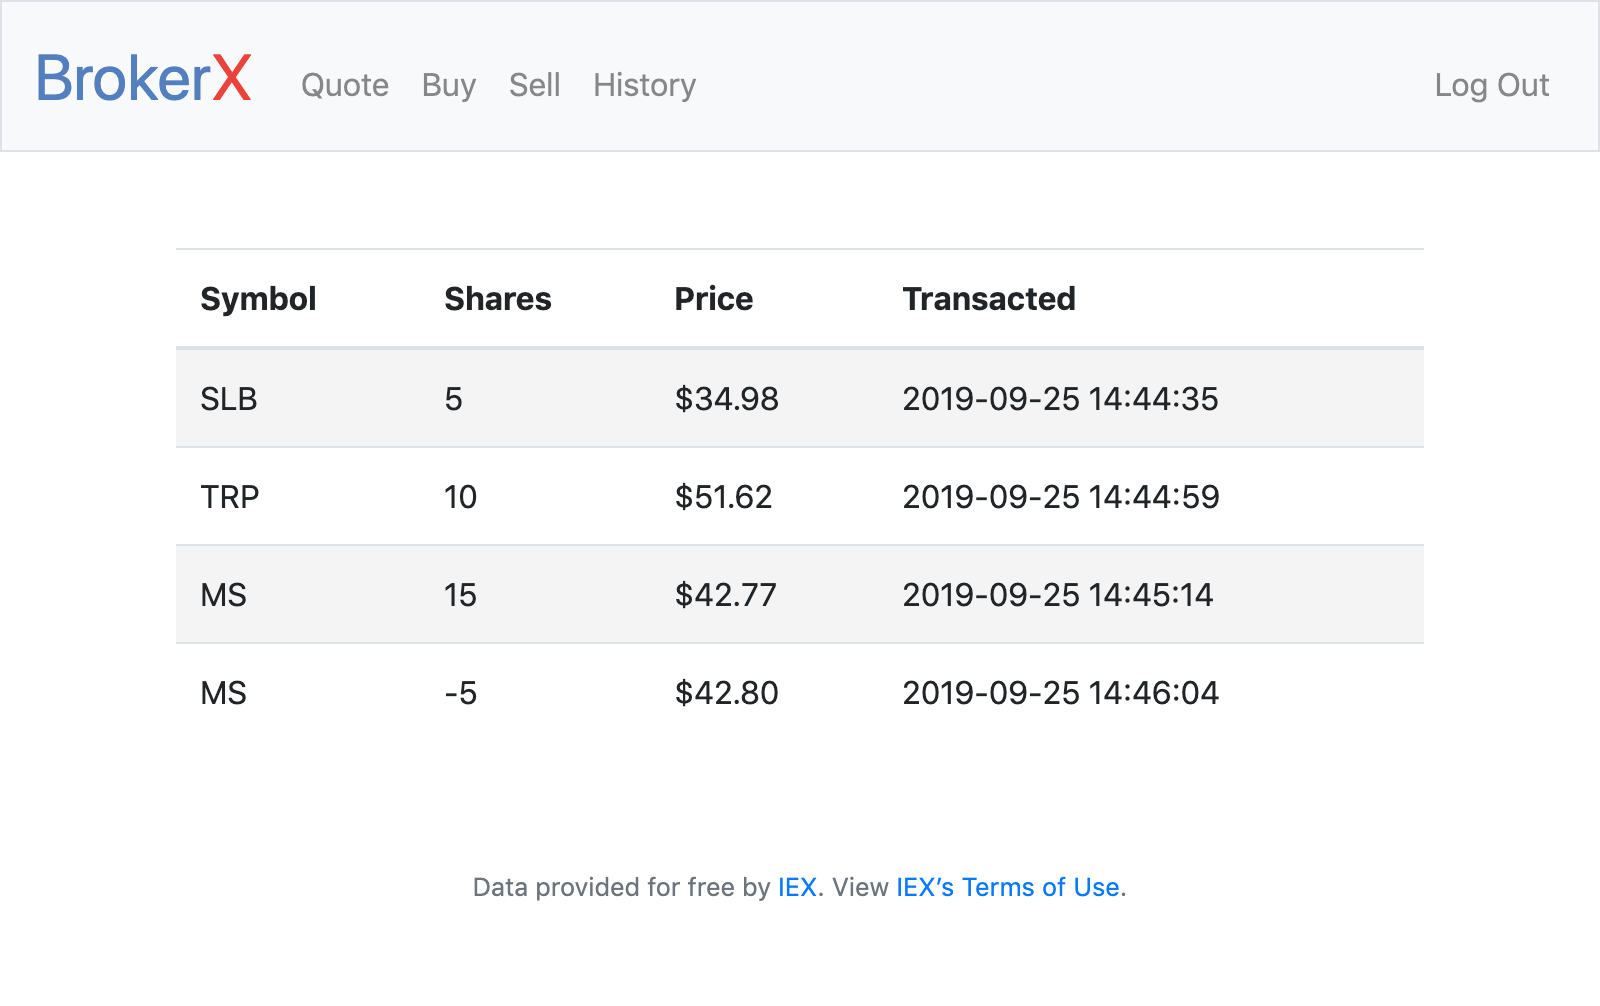 BrokerX Quote Buy Sell History Log Out
Symbol Shares Price Transacted
SLB 5 $34.98 2019-09-25 14:44:35
TRP 10 $51.62 2019-09-25 14:44:59
MS 15 $42.77 2019-09-25 14:45:14
MS -5 $42.80 2019-09-25 14:46:04
Data provided for free by IEX. View IEX’s Terms of Use.